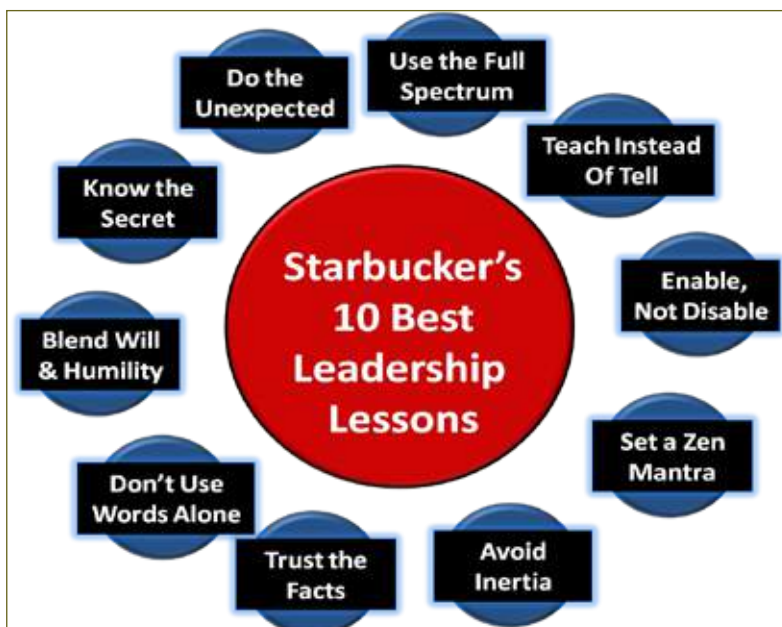 Starbucker's
10 Best
Leadership
Lessons
Use the Full
Spectrum
Teach Instead
Of Tell
Enable,
Not Disable
Set a Zen
Mantra
Avoid
Inertia
Trust the
Facts
Don't Use
Words Alone
Blend Will
& Humility
Know the
Secret
Do the
Unexpected